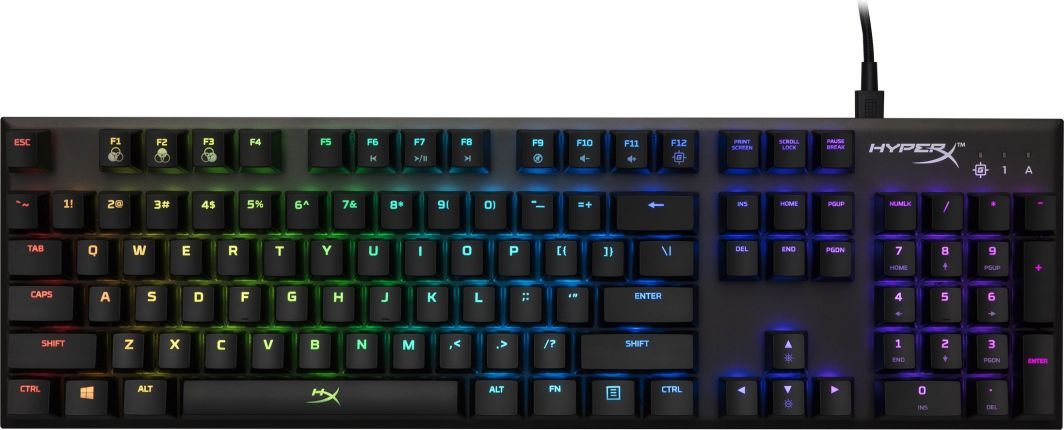 ESC F1 F2 F3 F4 F5 F6 F7 F8 F9 F10 F11 F12 PRINT SCREEN SCROLL LOCK PAUSE BREAK
HYPERX™
1 A
`~ 1! 2@ 3# 4$ 5% 6^ 7& 8* 9( 0) -_ =+ ← INS HOME PGUP NUMLK / * -
TAB Q W E R T Y U I O P [{ ]} \| DEL END PGDN 7 HOME 8 ↑ 9 PGUP +
CAPS A S D F G H J K L ;: '" ENTER 4 ← 5 6 →
SHIFT Z X C V B N M ,< .> /? SHIFT ▲ 1 END 2 ↓ 3 PGDN ENTER
CTRL ALT HX ALT FN CTRL ◄ ▼ ► 0 INS . DEL